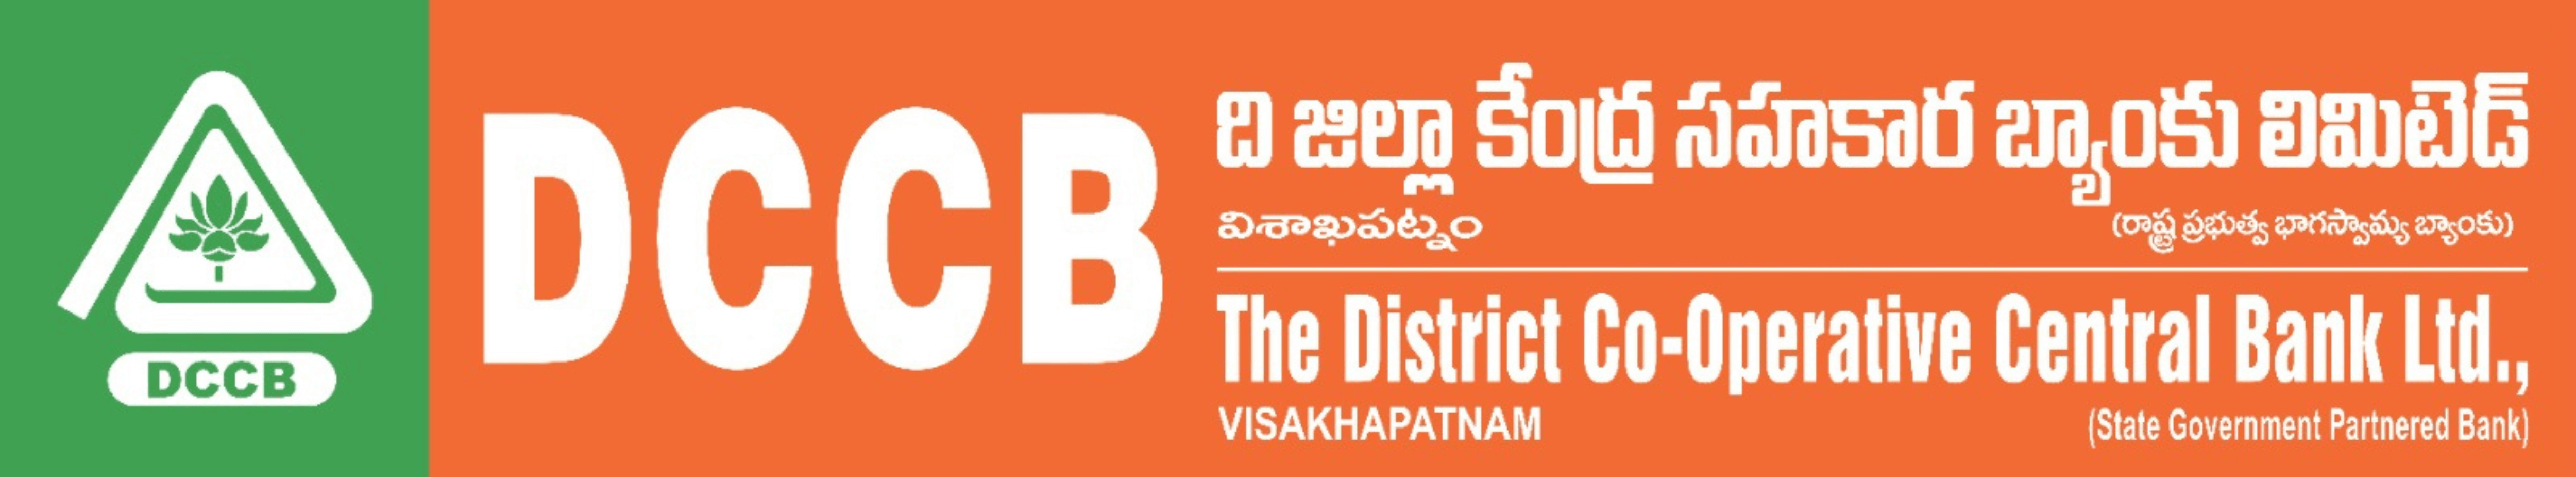 DCCB
DCCB
ది జిల్లా కేంద్ర సహకార బ్యాంకు లిమిటెడ్
విశాఖపట్నం
(రాష్ట్ర ప్రభుత్వ భాగస్వామ్య బ్యాంకు)
The District Co-Operative Central Bank Ltd.,
VISAKHAPATNAM
(State Government Partnered Bank)